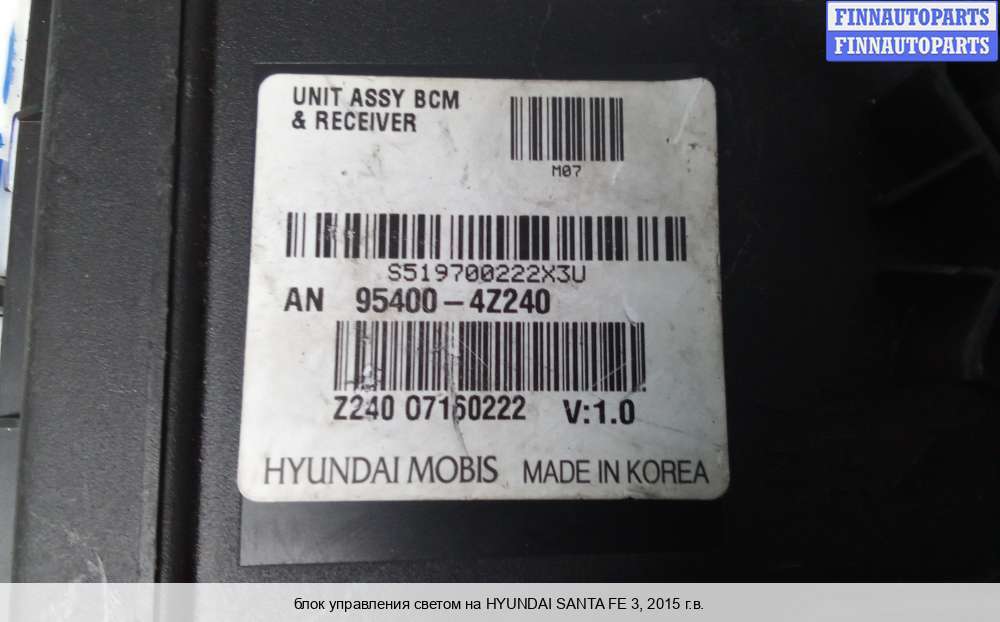 FINNAUTOPARTS
FINNAUTOPARTS
UNIT ASSY BCM
& RECEIVER
M07
S519700222X3U
AN 95400-4Z240
Z240 07160222 V:1.0
HYUNDAI MOBIS MADE IN KOREA
блок управления светом на HYUNDAI SANTA FE 3, 2015 г.в.